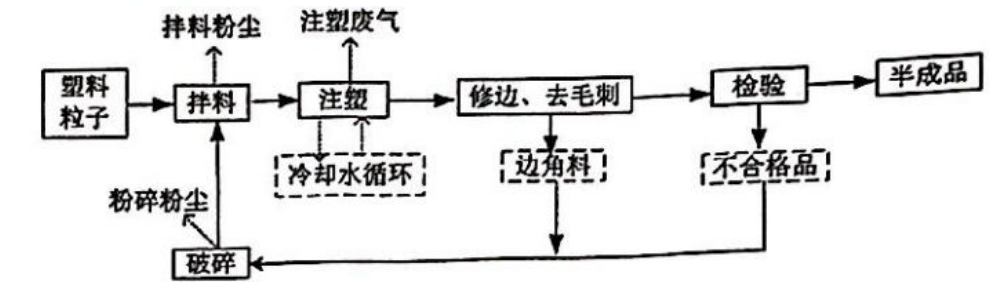 拌料粉尘
注塑废气
塑料
粒子
拌料
注塑
修边、去毛刺
检验
半成品
冷却水循环
边角料
不合格品
粉碎粉尘
破碎